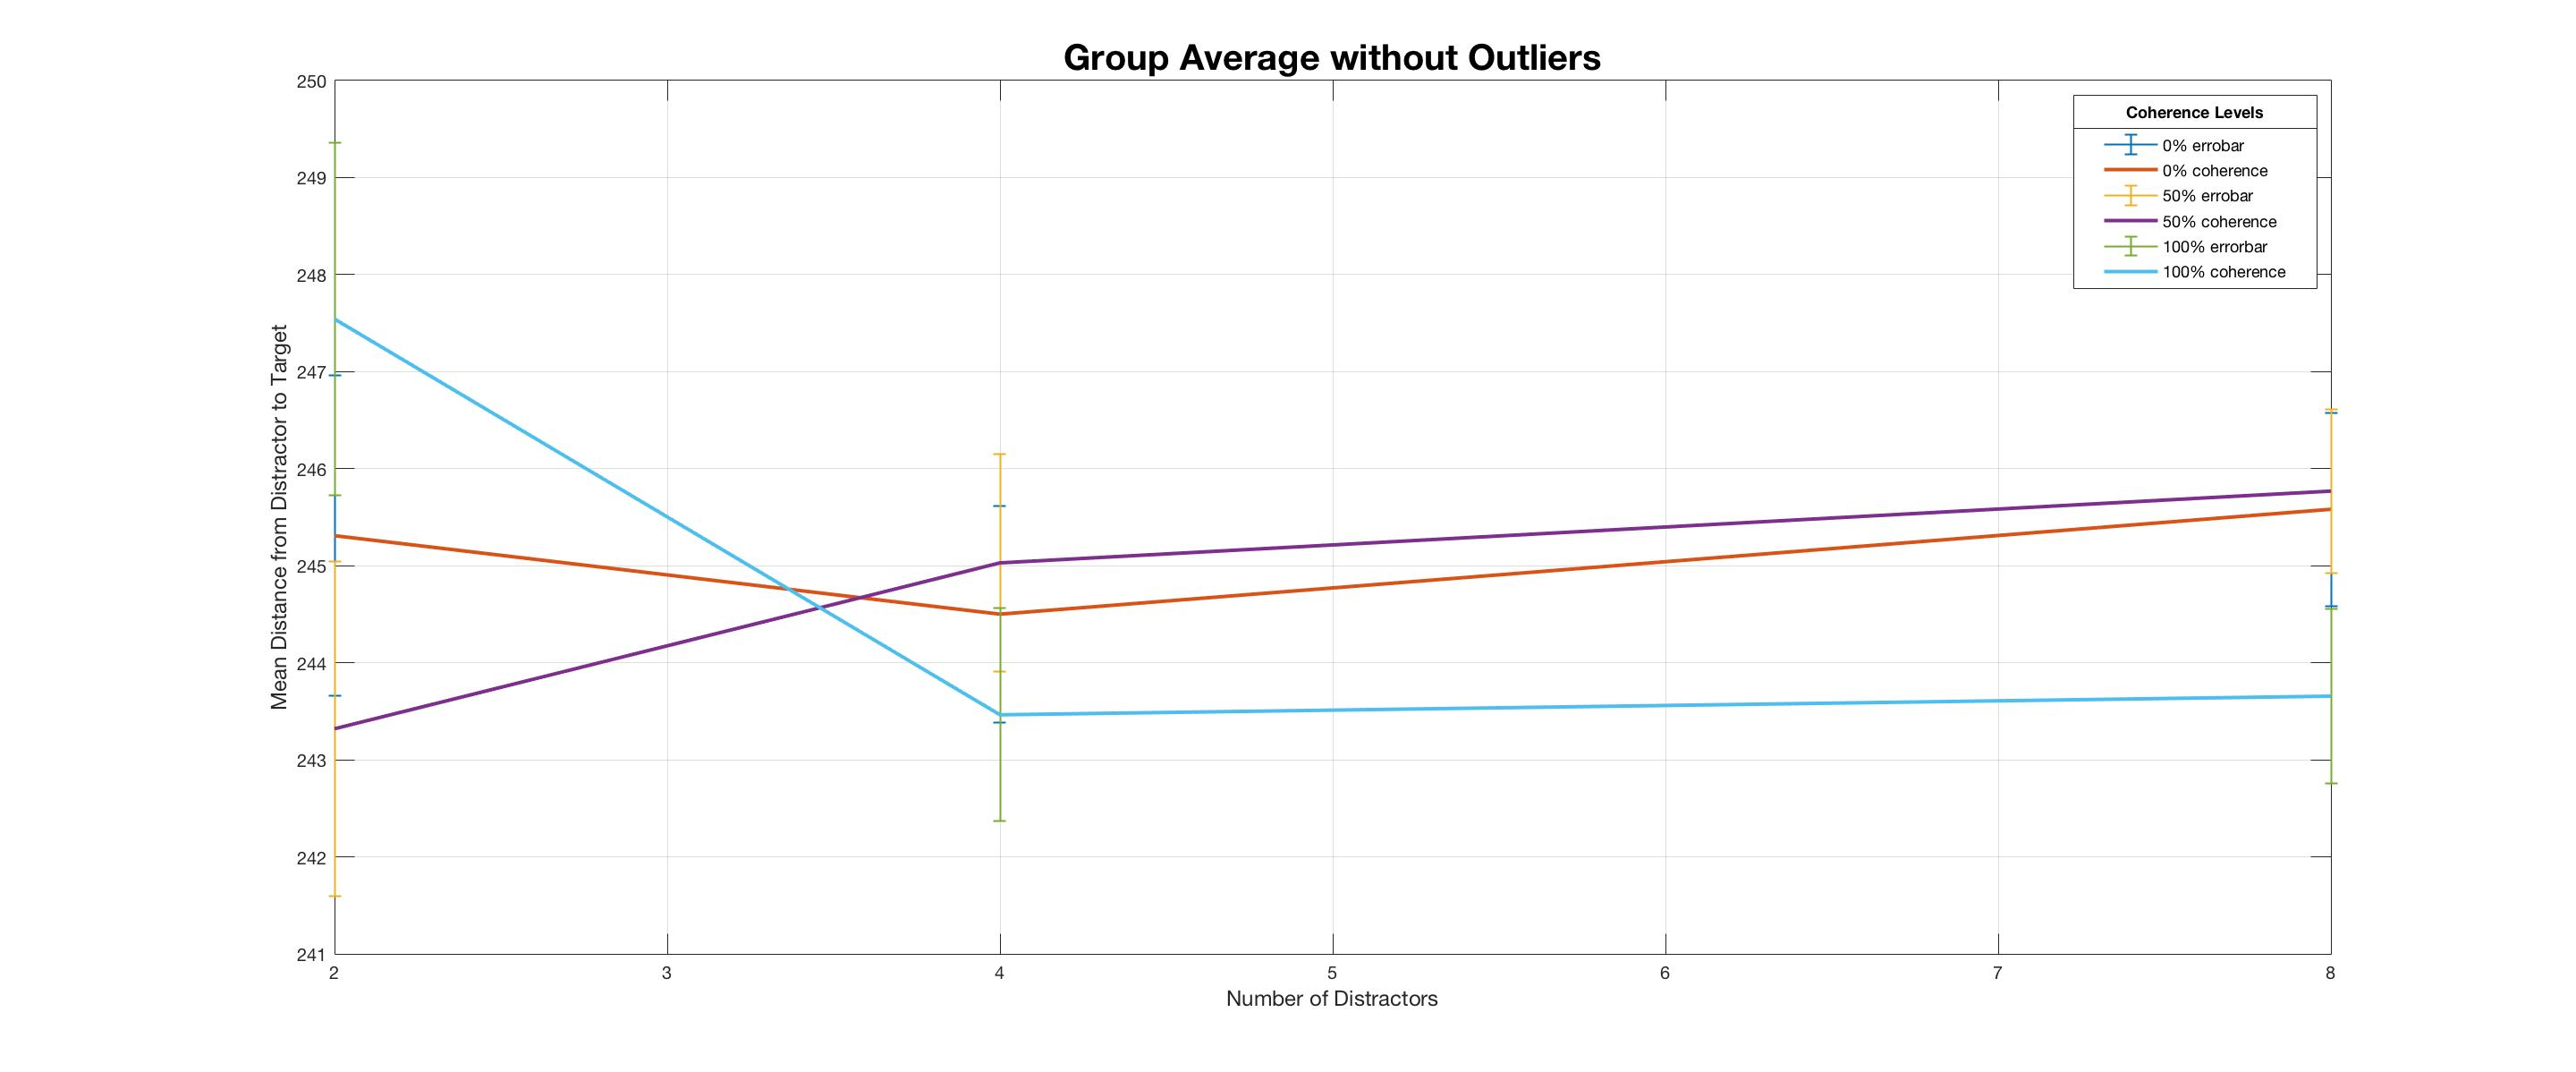 Group Average without Outliers
250
249
248
247
246
245
244
243
242
241
Mean Distance from Distractor to Target
Coherence Levels
0% errobar
0% coherence
50% errobar
50% coherence
100% errorbar
100% coherence
2 3 4 5 6 7 8
Number of Distractors